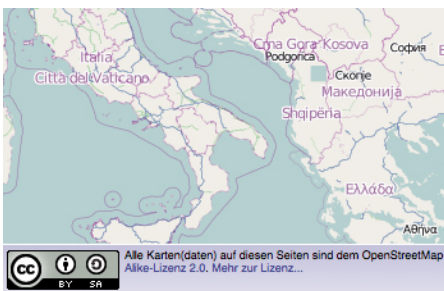 Crna Gora Kosova
София
Podgorica
Italia
Скопје
Città del Vaticano
Македонија
Shqipëria
Ελλάδα
Αθήνα
Alle Karten(daten) auf diesen Seiten sind dem OpenStreetMap
Alike-Lizenz 2.0. Mehr zur Lizenz...
cc
BY SA